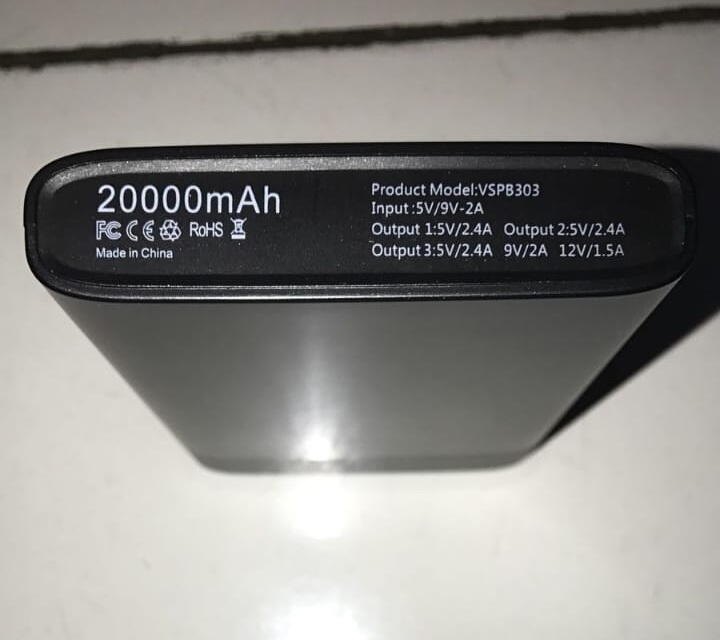 20000mAh
FC CE RoHS
Made in China
Product Model:VSPB303
Input :5V/9V-2A
Output 1:5V/2.4A Output 2:5V/2.4A
Output 3:5V/2.4A 9V/2A 12V/1.5A